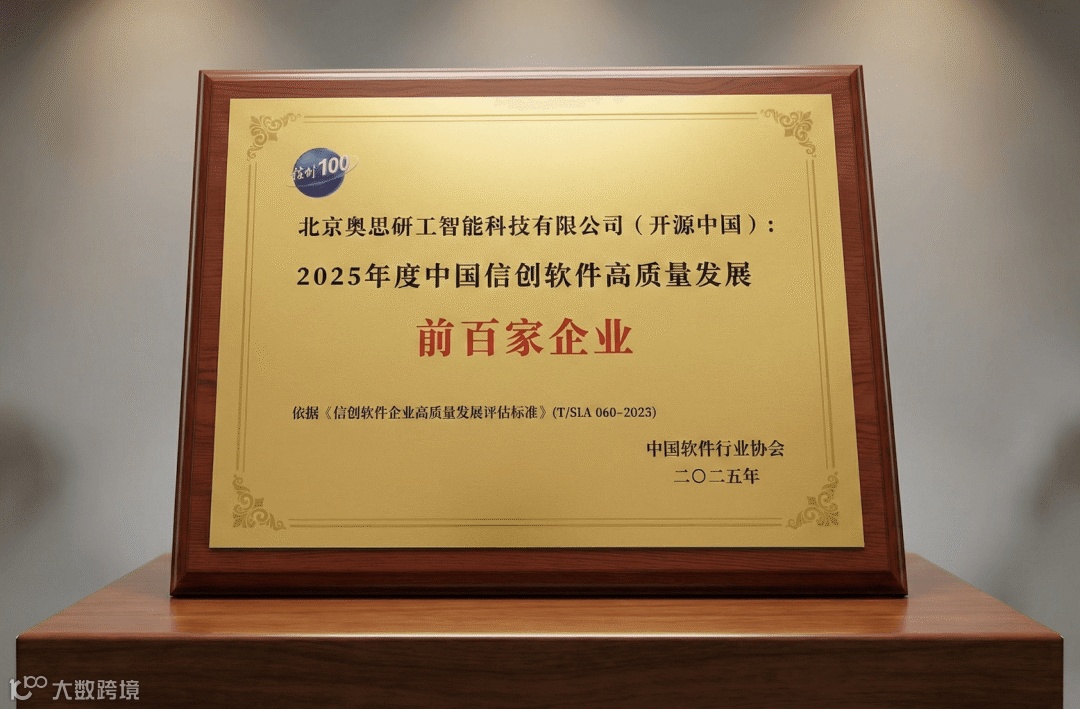 信创100
北京奥思研工智能科技有限公司（开源中国）：
2025年度中国信创软件高质量发展
前百家企业
依据《信创软件企业高质量发展评估标准》(T/SLA 060-2023)
中国软件行业协会
二〇二五年
大数跨境